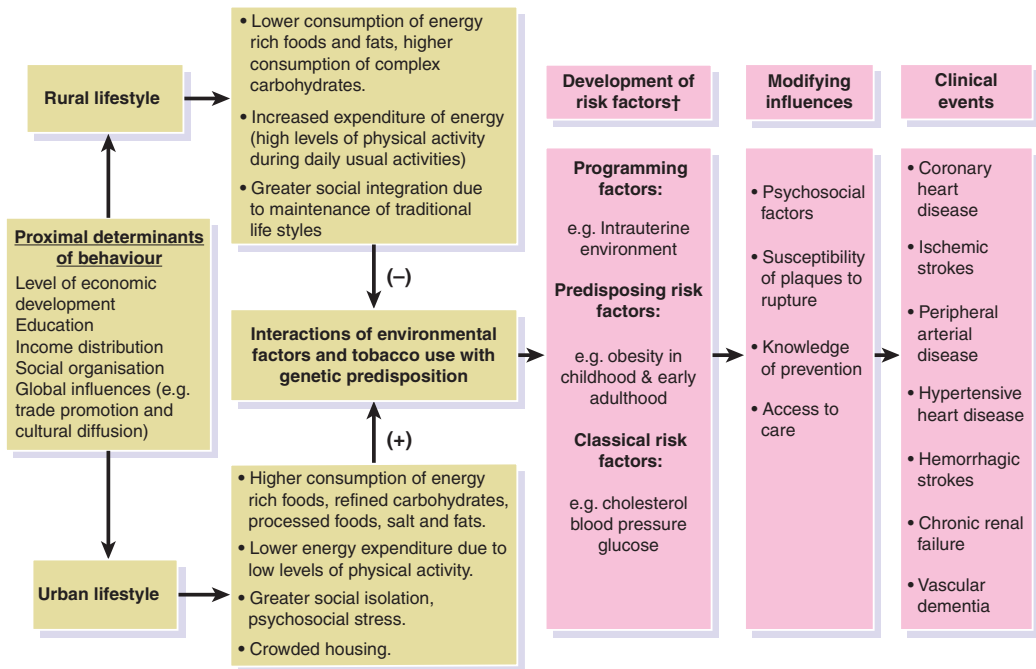 Rural lifestyle
• Lower consumption of energy
rich foods and fats, higher
consumption of complex
carbohydrates.
• Increased expenditure of energy
(high levels of physical activity
during daily usual activities)
• Greater social integration due
to maintenance of traditional
life styles
Proximal determinants
of behaviour
Level of economic
development
Education
Income distribution
Social organisation
Global influences (e.g.
trade promotion and
cultural diffusion)
(–)
Interactions of environmental
factors and tobacco use with
genetic predisposition
(+)
Urban lifestyle
• Higher consumption of energy
rich foods, refined carbohydrates,
processed foods, salt and fats.
• Lower energy expenditure due to
low levels of physical activity.
• Greater social isolation,
psychosocial stress.
• Crowded housing.
Development of
risk factors†
Programming
factors:
e.g. Intrauterine
environment
Predisposing risk
factors:
e.g. obesity in
childhood & early
adulthood
Classical risk
factors:
e.g. cholesterol
blood pressure
glucose
Modifying
influences
• Psychosocial
factors
• Susceptibility
of plaques to
rupture
• Knowledge
of prevention
• Access to
care
Clinical
events
• Coronary
heart
disease
• Ischemic
strokes
• Peripheral
arterial
disease
• Hypertensive
heart disease
• Hemorrhagic
strokes
• Chronic renal
failure
• Vascular
dementia